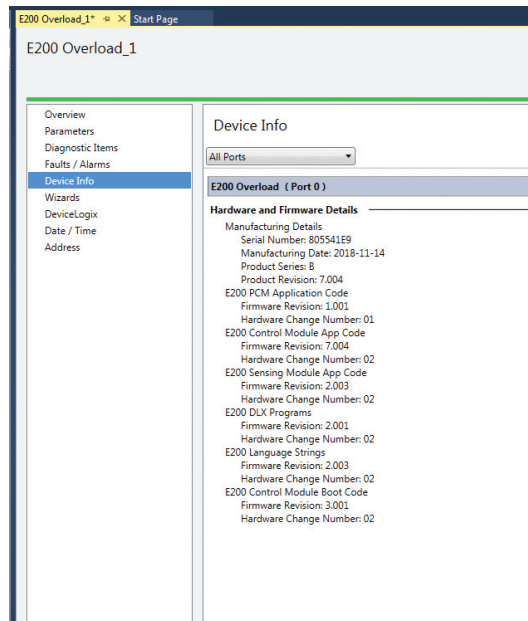 E200 Overload_1* Start Page
E200 Overload_1
Overview
Parameters
Diagnostic Items
Faults / Alarms
Device Info
Wizards
DeviceLogix
Date / Time
Address
Device Info
All Ports
E200 Overload ( Port 0 )
Hardware and Firmware Details
Manufacturing Details
Serial Number: 805541E9
Manufacturing Date: 2018-11-14
Product Series: B
Product Revision: 7.004
E200 PCM Application Code
Firmware Revision: 1.001
Hardware Change Number: 01
E200 Control Module App Code
Firmware Revision: 7.004
Hardware Change Number: 02
E200 Sensing Module App Code
Firmware Revision: 2.003
Hardware Change Number: 02
E200 DLX Programs
Firmware Revision: 2.001
Hardware Change Number: 02
E200 Language Strings
Firmware Revision: 2.003
Hardware Change Number: 02
E200 Control Module Boot Code
Firmware Revision: 3.001
Hardware Change Number: 02